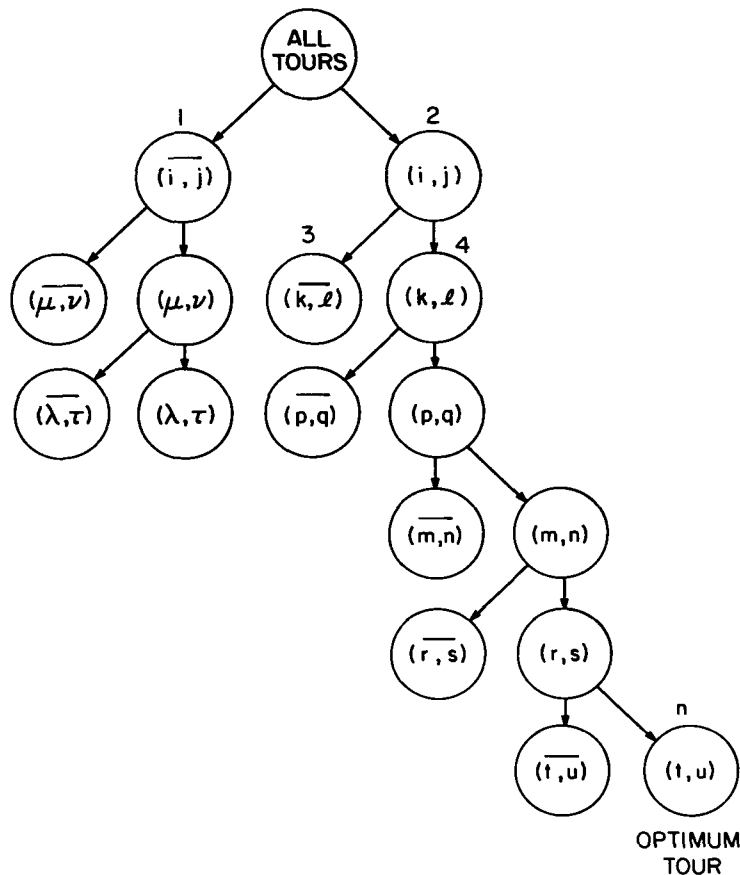 ALL
TOURS
1
2
(i̅ ,̅ j̅)
(i , j)
3
4
(μ̅,̅ν̅)
(μ,ν)
(k̅,̅ ℓ̅)
(k, ℓ)
(λ̅,̅τ̅)
(λ,τ)
(p̅,̅q̅)
(p,q)
(m̅,̅n̅)
(m,n)
(r̅ ,̅ s̅)
(r,s)
n
(t̅ ,̅u̅)
(t,u)
OPTIMUM
TOUR